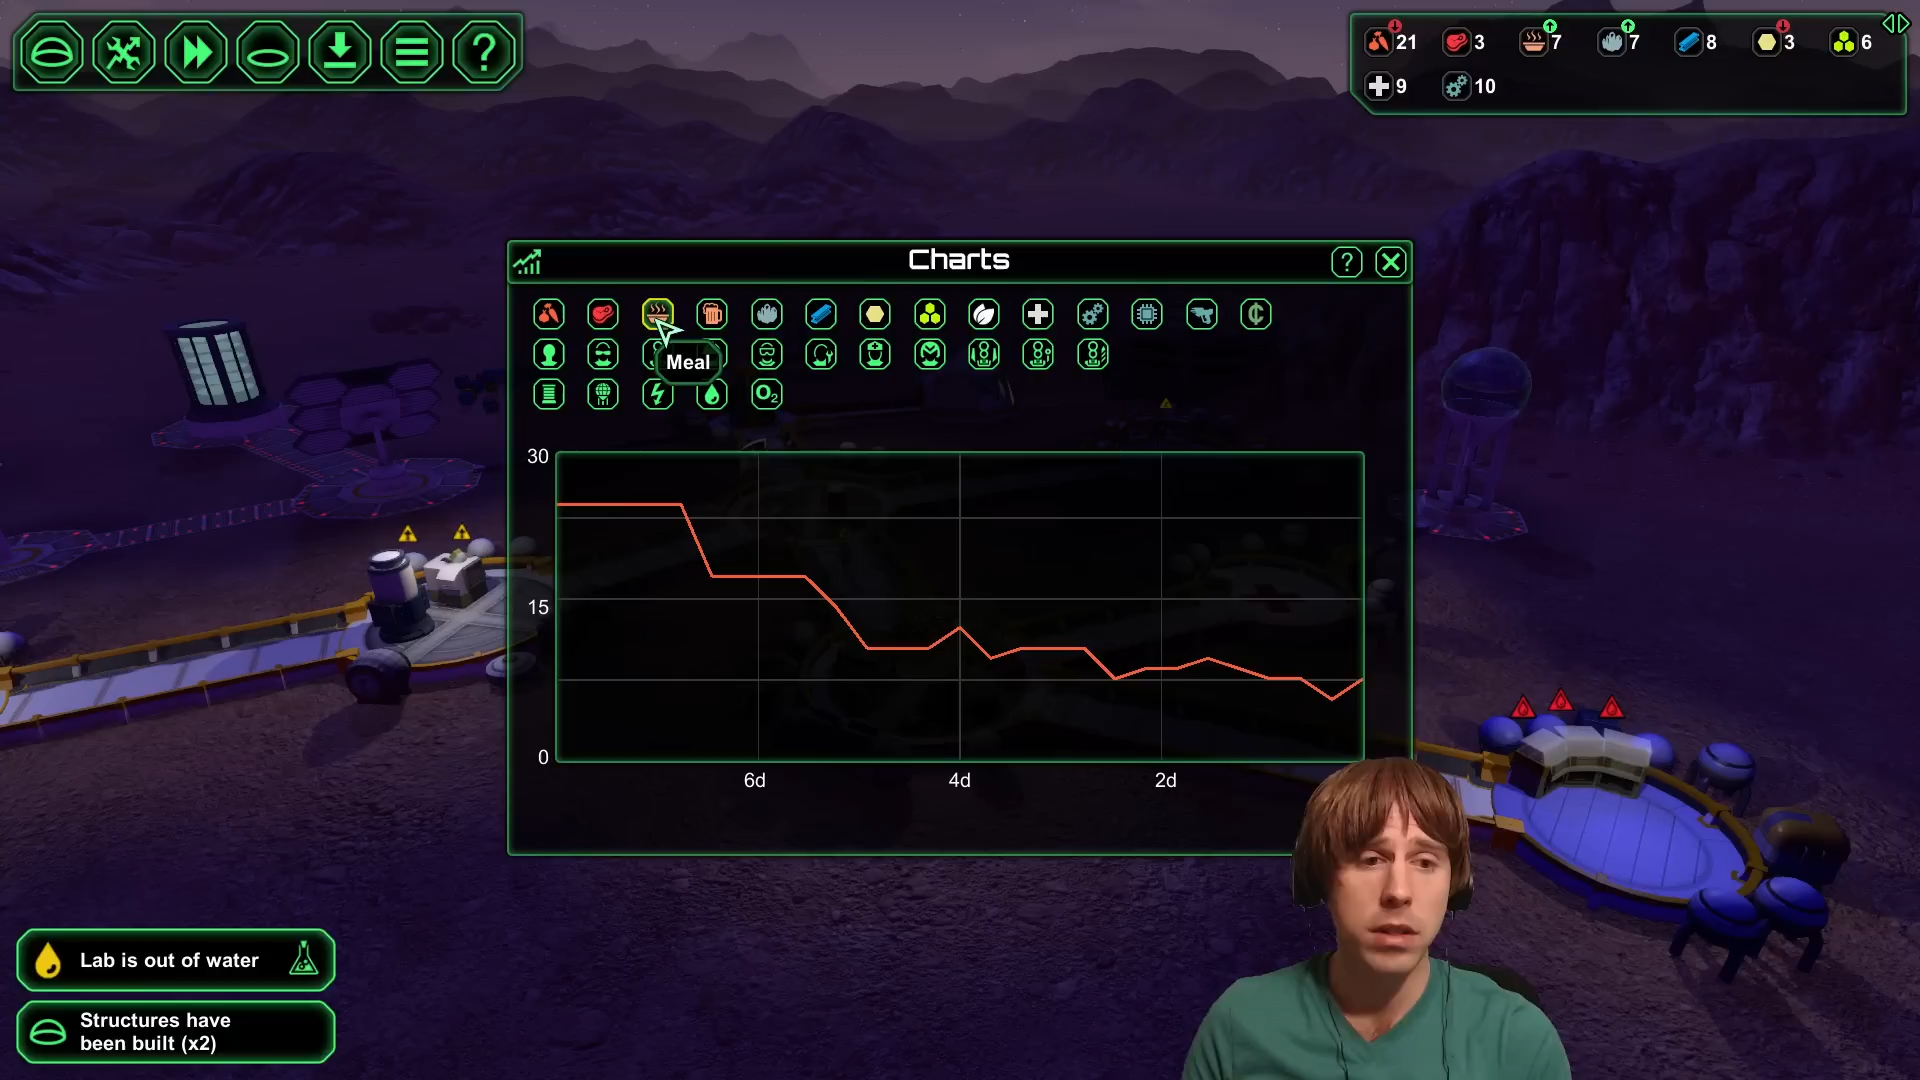 21 3 7 7 8 3 6
9 10
Charts
?
?
₵
Meal
O2
30
15
0
6d 4d 2d
Lab is out of water
Structures have
been built (x2)